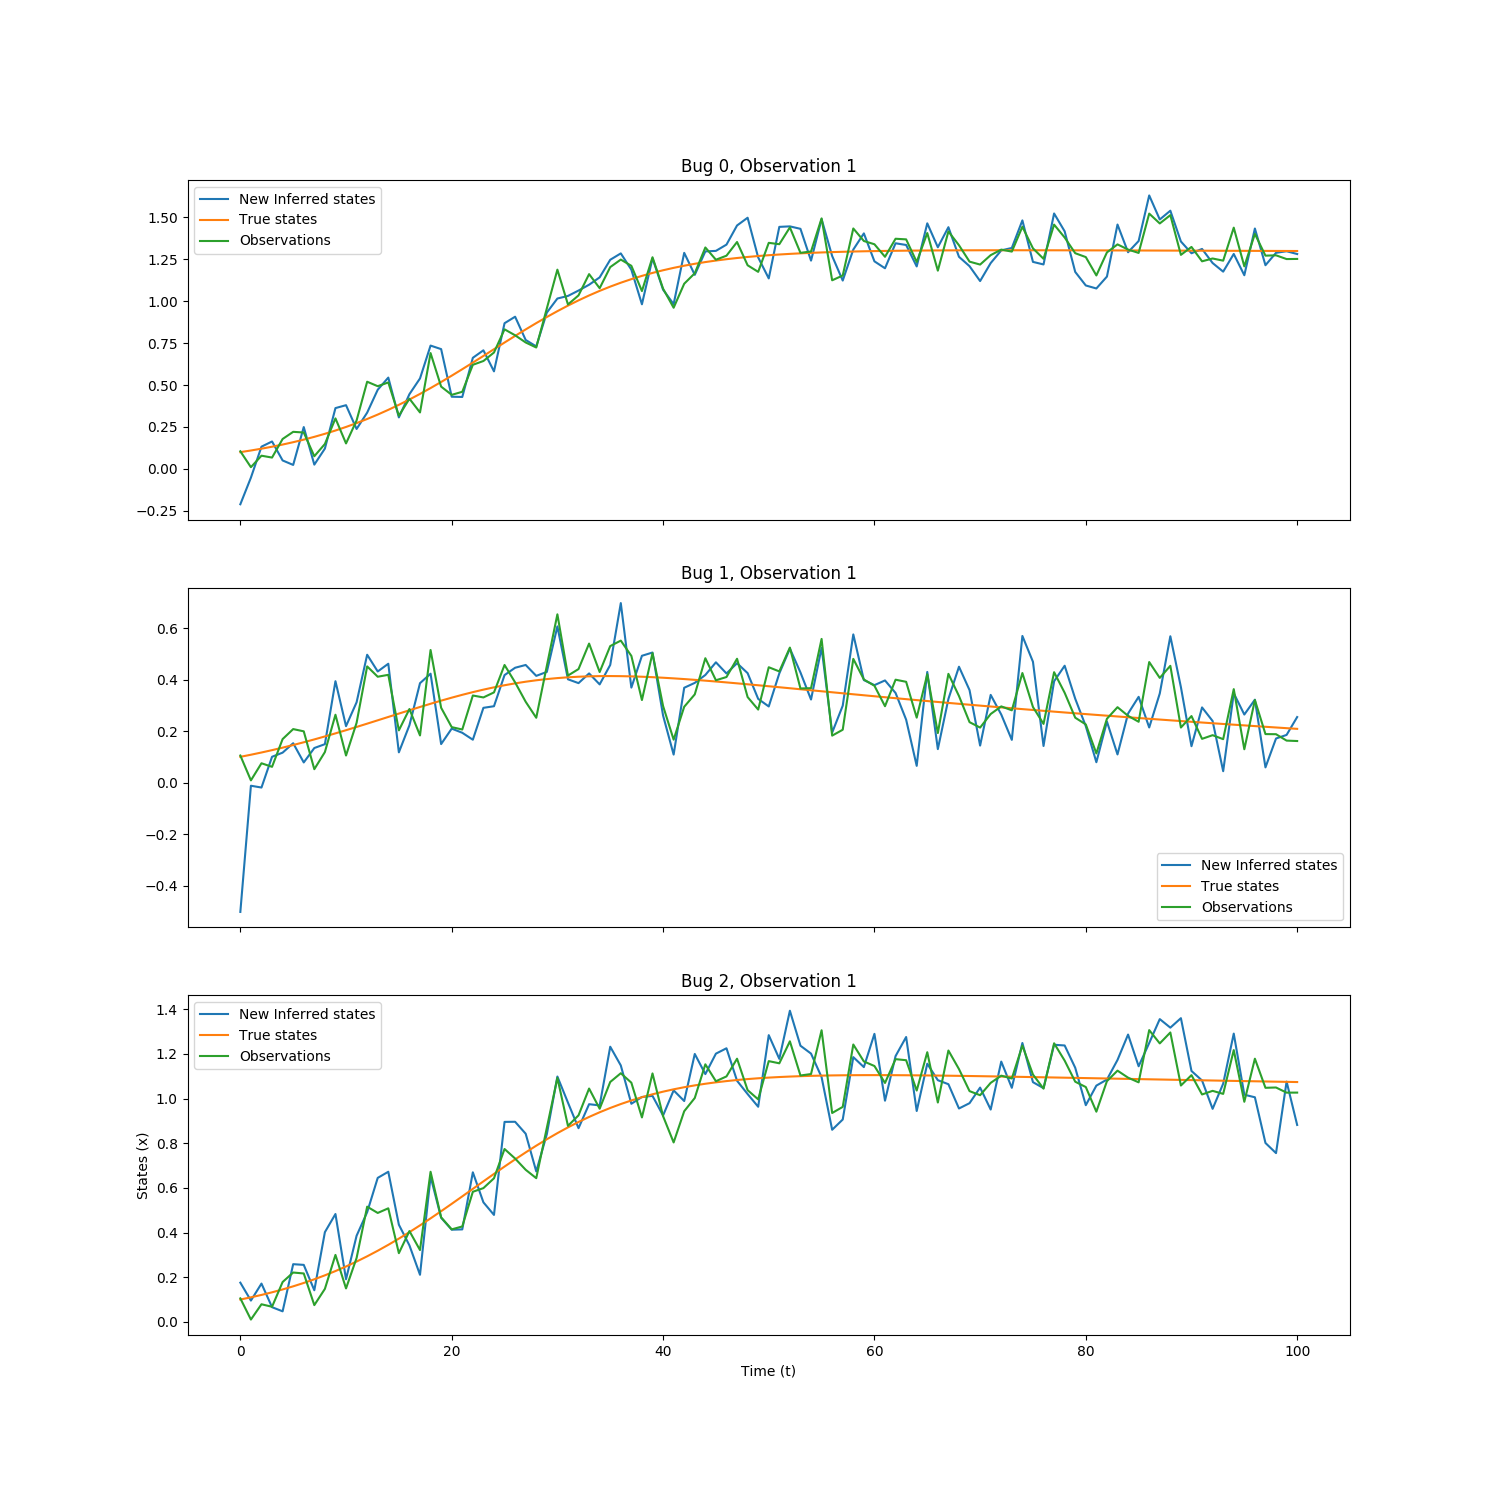 Bug 0, Observation 1
New Inferred states
True states
Observations
1.50
1.25
1.00
0.75
0.50
0.25
0.00
−0.25
Bug 1, Observation 1
0.6
0.4
0.2
0.0
−0.2
−0.4
New Inferred states
True states
Observations
Bug 2, Observation 1
New Inferred states
True states
Observations
1.4
1.2
1.0
0.8
0.6
0.4
0.2
0.0
States (x)
0 20 40 60 80 100
Time (t)